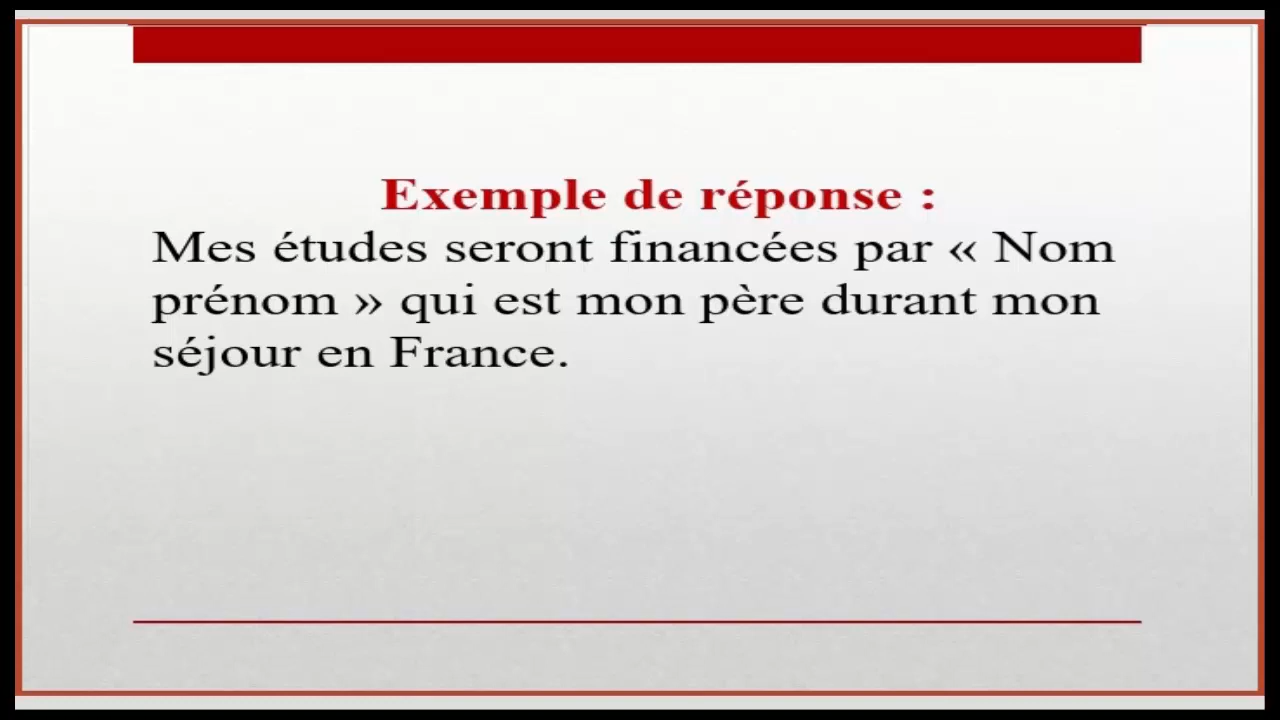 Exemple de réponse :
Mes études seront financées par « Nom
prénom » qui est mon père durant mon
séjour en France.